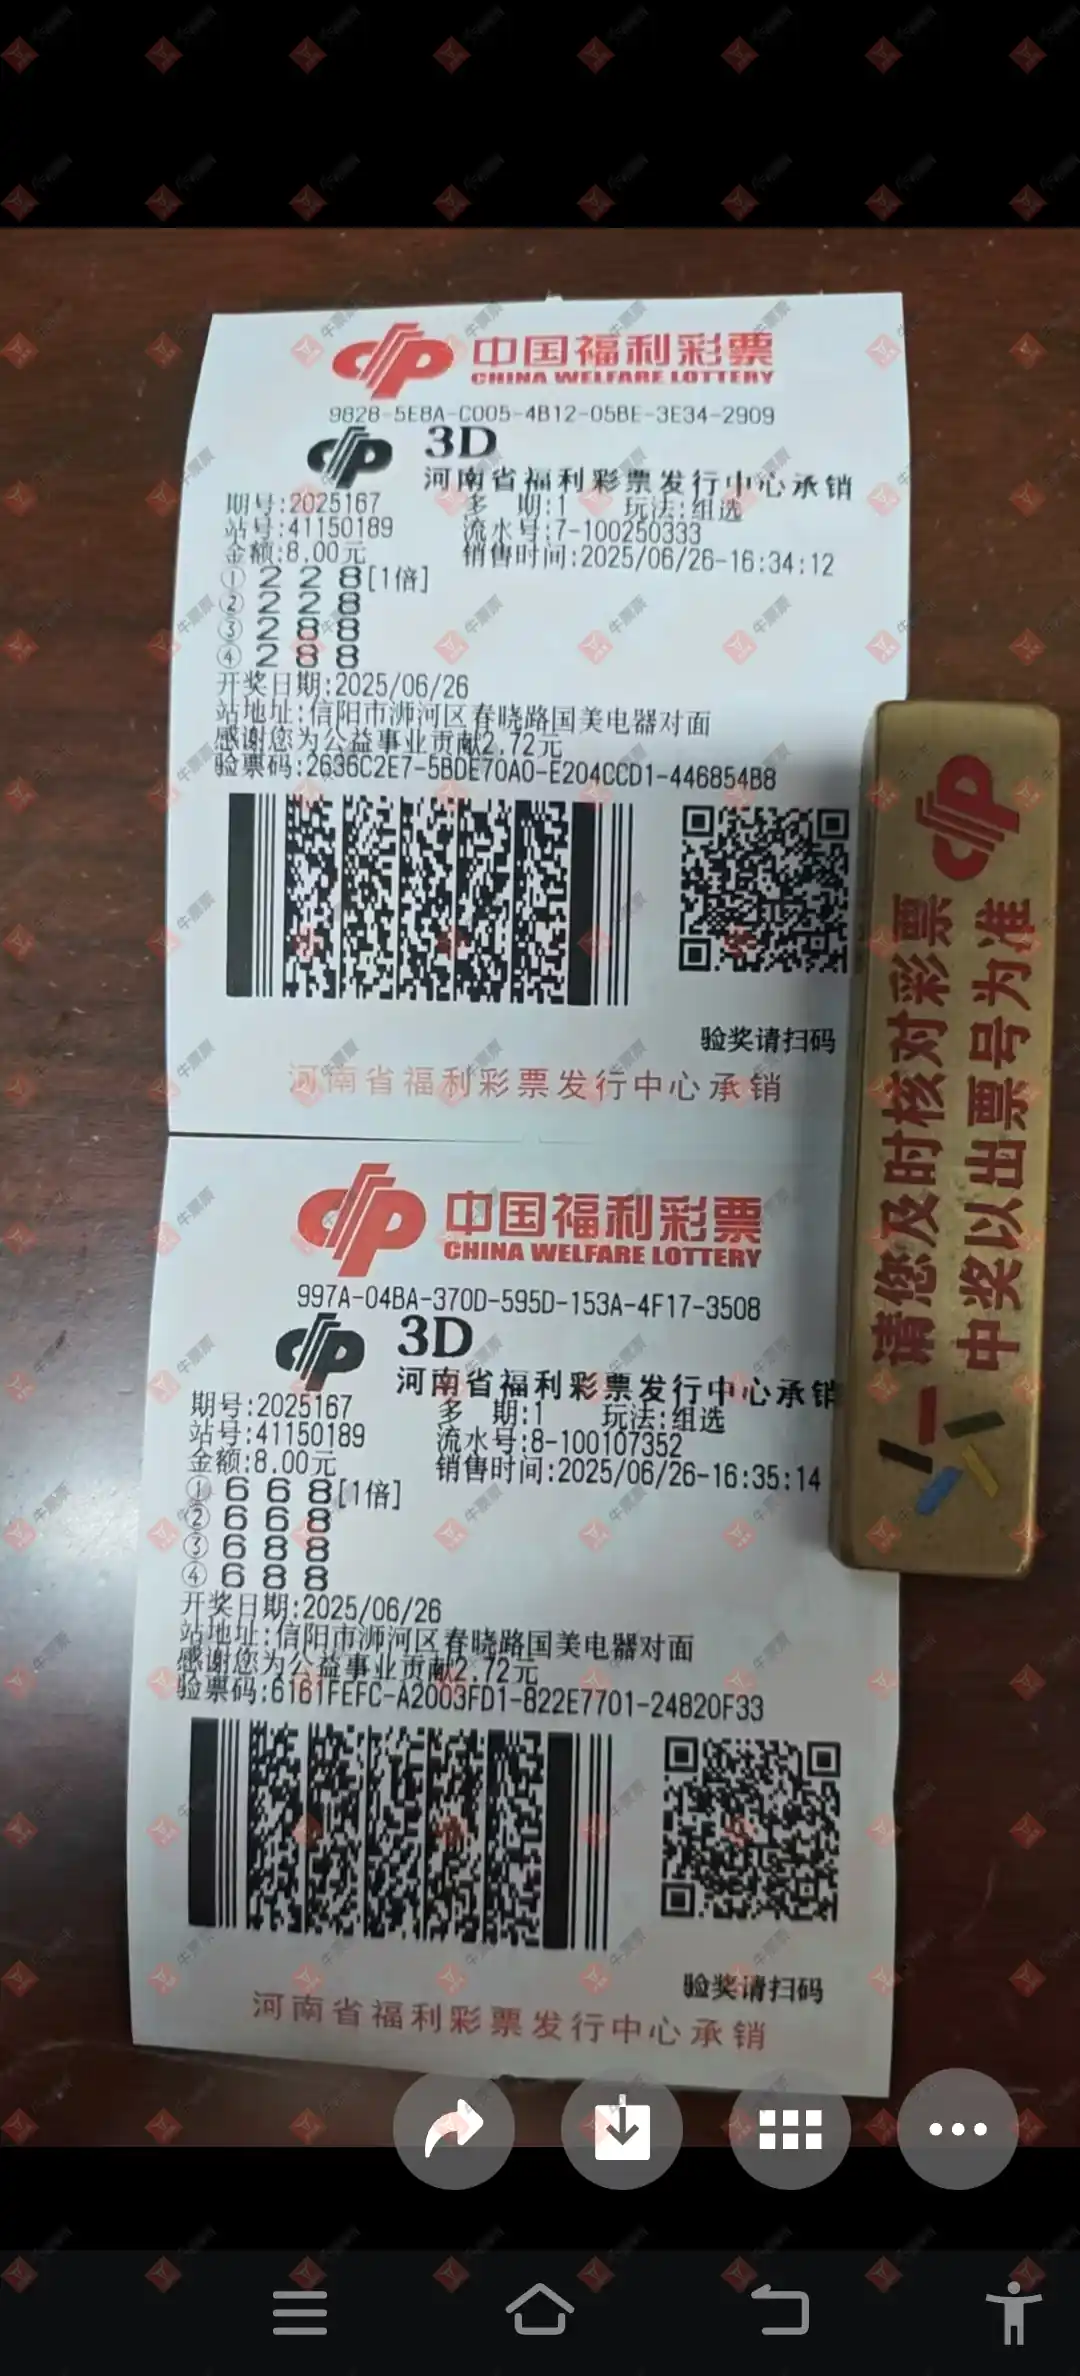 中国福利彩票
CHINA WELFARE LOTTERY
9828-5E8A-C005-4B12-05BE-3E34-2909
3D
河南省福利彩票发行中心承销
期号:2025167 多 期:1 玩法:组选
站号:41150189 流水号:7-100250333
金额:8.00元 销售时间:2025/06/26-16:34:12
① 2 2 8[1倍]
② 2 2 8
③ 2 8 8
④ 2 8 8
开奖日期:2025/06/26
站地址:信阳市浉河区春晓路国美电器对面
感谢您为公益事业贡献2.72元
验票码:2636C2E7-5BDE70A0-E204CCD1-446854B8
验奖请扫码
河南省福利彩票发行中心承销
中国福利彩票
CHINA WELFARE LOTTERY
997A-04BA-370D-595D-153A-4F17-3508
3D
河南省福利彩票发行中心承销
期号:2025167 多 期:1 玩法:组选
站号:41150189 流水号:8-100107352
金额:8.00元 销售时间:2025/06/26-16:35:14
① 6 6 8[1倍]
② 6 6 8
③ 6 8 8
④ 6 8 8
开奖日期:2025/06/26
站地址:信阳市浉河区春晓路国美电器对面
感谢您为公益事业贡献2.72元
验票码:6161FEFC-A2003FD1-822E7701-24820F33
验奖请扫码
河南省福利彩票发行中心承销
请您及时核对彩票
中奖以出票号为准
牛票票